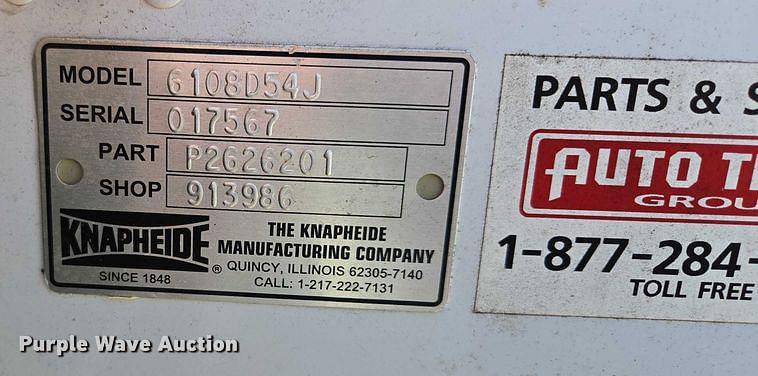 MODEL 6108D54J
SERIAL 017567
PART P2626201
SHOP 913986
KNAPHEIDE ®
SINCE 1848
THE KNAPHEIDE
MANUFACTURING COMPANY
QUINCY, ILLINOIS 62305-7140
CALL: 1-217-222-7131
PARTS &
AUTO
GROU
1-877-284-
TOLL FREE
Purple Wave Auction